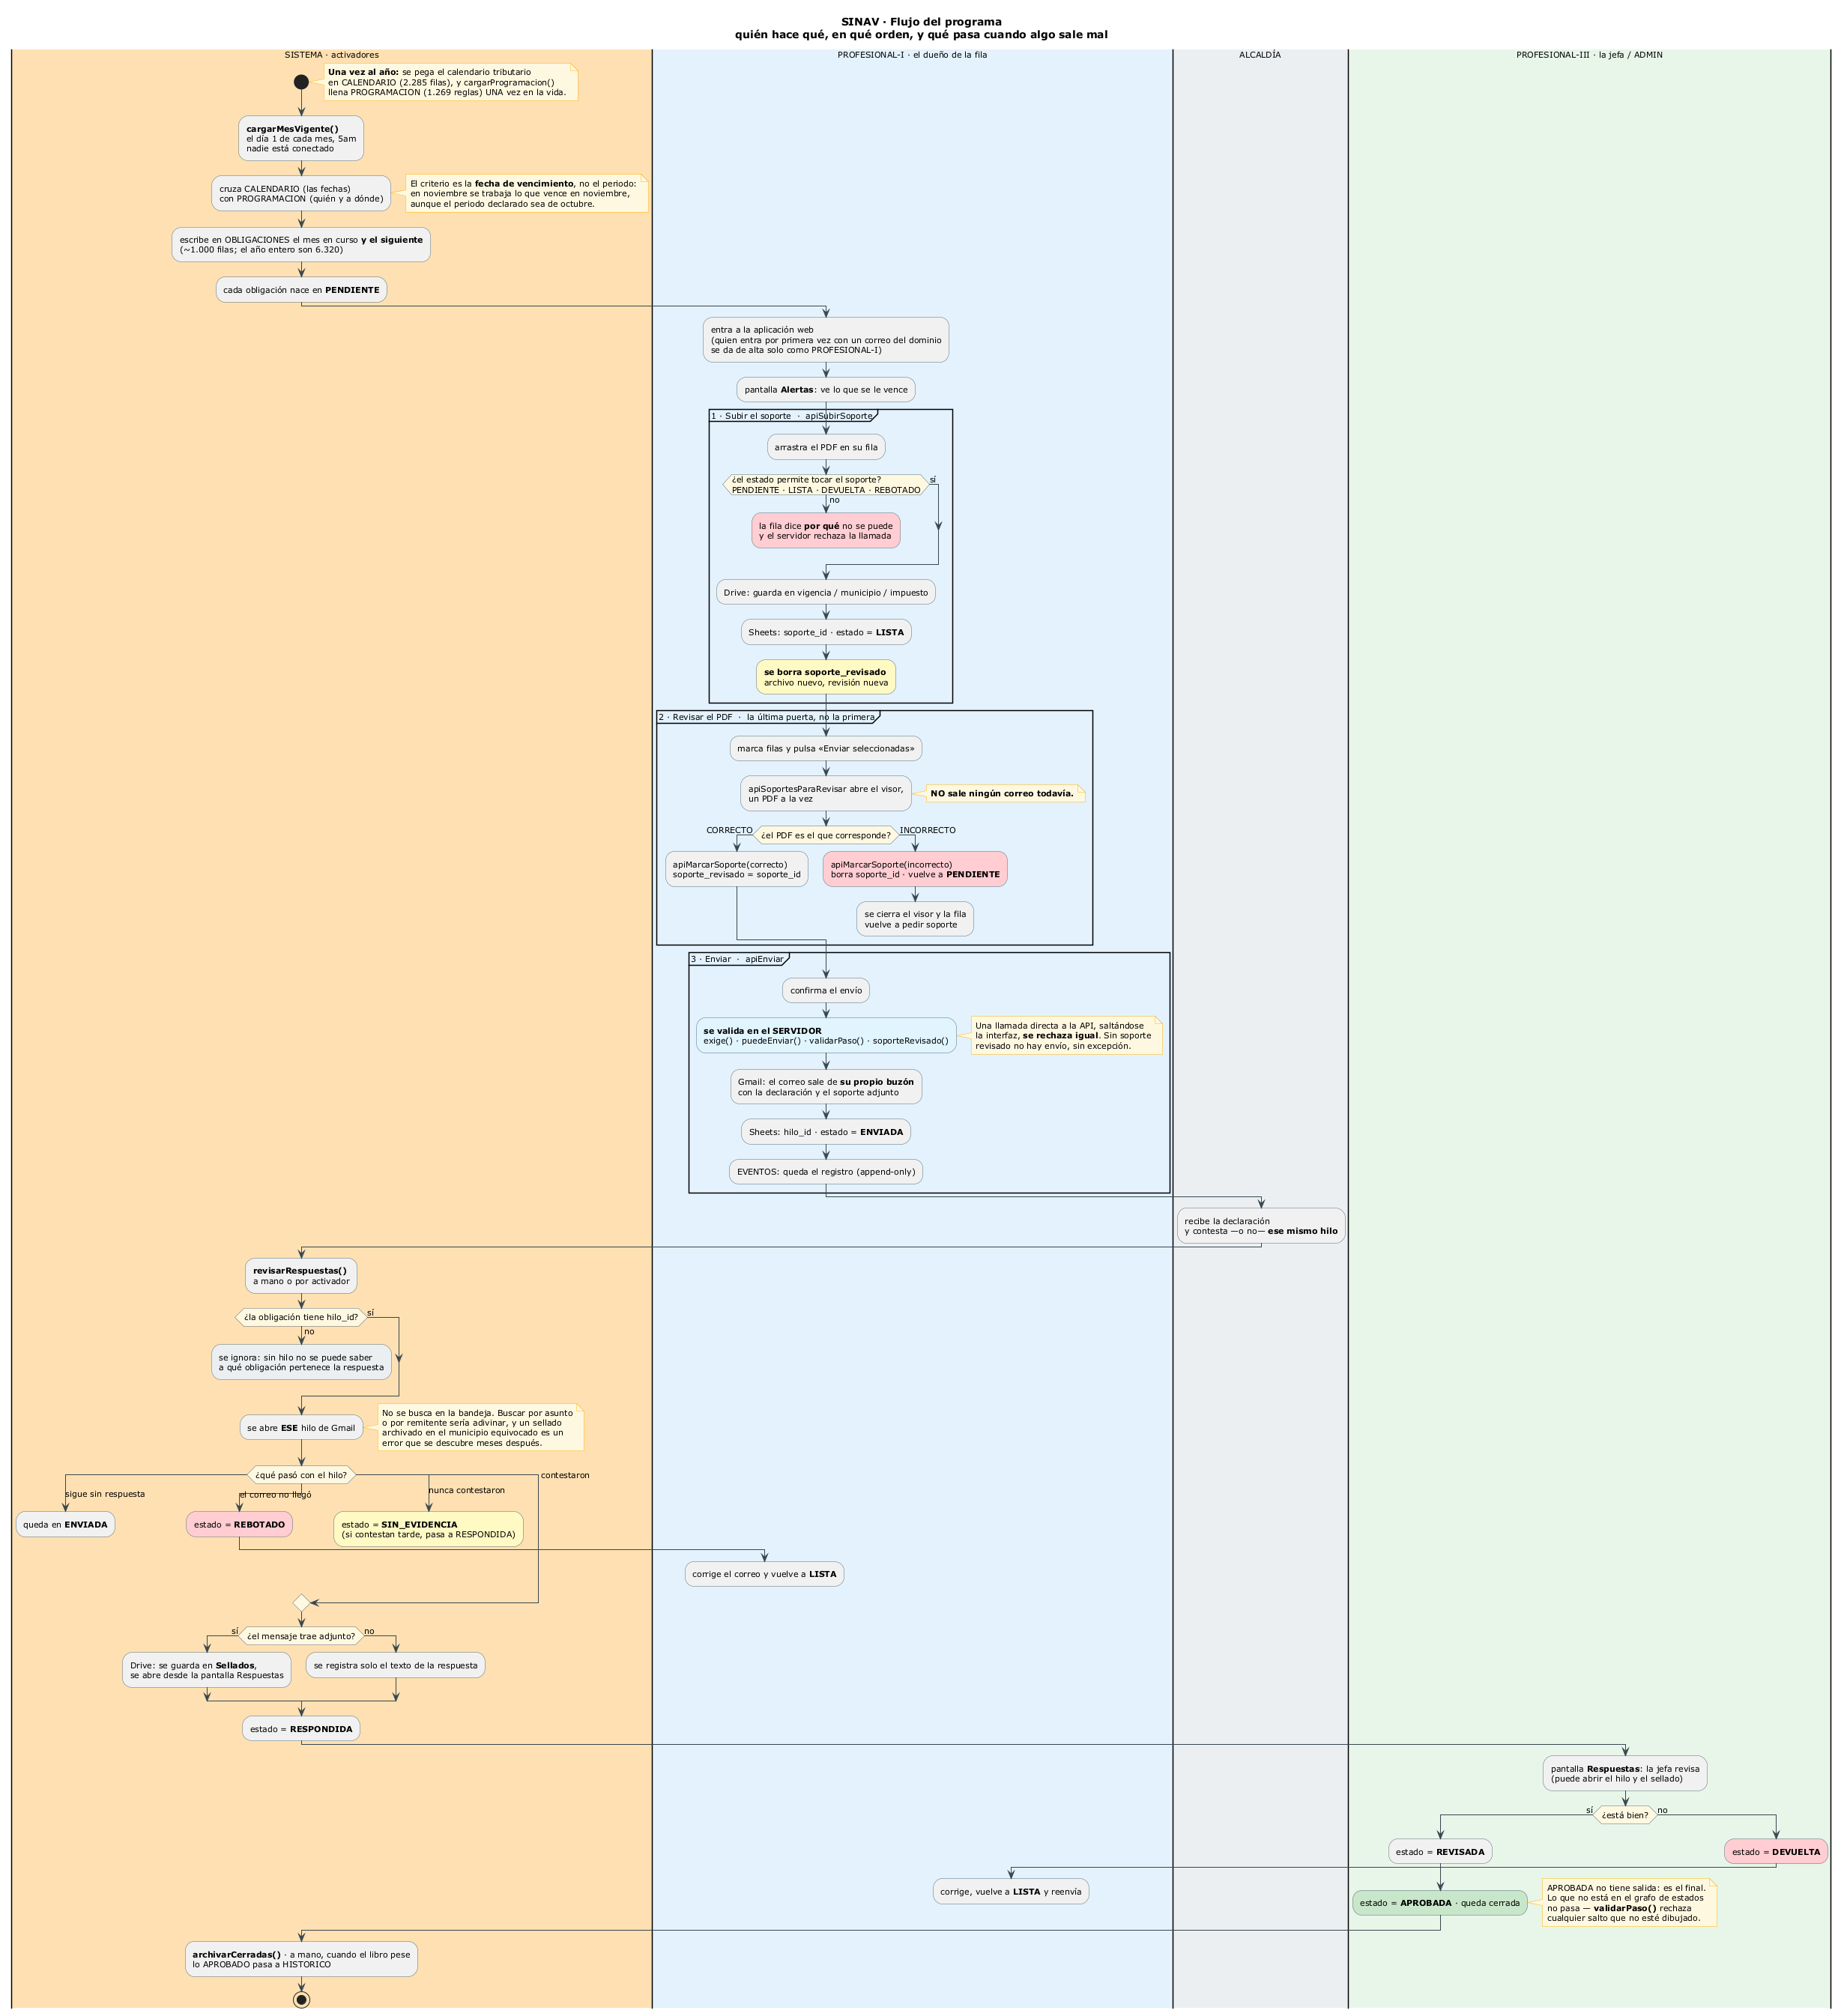 SINAV · Flujo del programa
quién hace qué, en qué orden, y qué pasa cuando algo sale mal
SISTEMA · activadores
PROFESIONAL-I · el dueño de la fila
ALCALDÍA
PROFESIONAL-III · la jefa / ADMIN
Una vez al año: se pega el calendario tributario
en CALENDARIO (2.285 filas), y cargarProgramacion()
llena PROGRAMACION (1.269 reglas) UNA vez en la vida.
cargarMesVigente()
el día 1 de cada mes, 5am
nadie está conectado
cruza CALENDARIO (las fechas)
con PROGRAMACION (quién y a dónde)
El criterio es la fecha de vencimiento, no el periodo:
en noviembre se trabaja lo que vence en noviembre,
aunque el periodo declarado sea de octubre.
escribe en OBLIGACIONES el mes en curso y el siguiente
(~1.000 filas; el año entero son 6.320)
cada obligación nace en PENDIENTE
entra a la aplicación web
(quien entra por primera vez con un correo del dominio
se da de alta solo como PROFESIONAL-I)
pantalla Alertas: ve lo que se le vence
1 · Subir el soporte · apiSubirSoporte
arrastra el PDF en su fila
¿el estado permite tocar el soporte?
PENDIENTE · LISTA · DEVUELTA · REBOTADO
sí
no
la fila dice por qué no se puede
y el servidor rechaza la llamada
Drive: guarda en vigencia / municipio / impuesto
Sheets: soporte_id · estado = LISTA
se borra soporte_revisado
archivo nuevo, revisión nueva
2 · Revisar el PDF · la última puerta, no la primera
marca filas y pulsa «Enviar seleccionadas»
apiSoportesParaRevisar abre el visor,
un PDF a la vez
NO sale ningún correo todavía.
CORRECTO
¿el PDF es el que corresponde?
INCORRECTO
apiMarcarSoporte(correcto)
soporte_revisado = soporte_id
apiMarcarSoporte(incorrecto)
borra soporte_id · vuelve a PENDIENTE
se cierra el visor y la fila
vuelve a pedir soporte
3 · Enviar · apiEnviar
confirma el envío
se valida en el SERVIDOR
exige() · puedeEnviar() · validarPaso() · soporteRevisado()
Una llamada directa a la API, saltándose
la interfaz, se rechaza igual. Sin soporte
revisado no hay envío, sin excepción.
Gmail: el correo sale de su propio buzón
con la declaración y el soporte adjunto
Sheets: hilo_id · estado = ENVIADA
EVENTOS: queda el registro (append-only)
recibe la declaración
y contesta —o no— ese mismo hilo
revisarRespuestas()
a mano o por activador
¿la obligación tiene hilo_id?
sí
no
se ignora: sin hilo no se puede saber
a qué obligación pertenece la respuesta
se abre ESE hilo de Gmail
No se busca en la bandeja. Buscar por asunto
o por remitente sería adivinar, y un sellado
archivado en el municipio equivocado es un
error que se descubre meses después.
¿qué pasó con el hilo?
contestaron
sigue sin respuesta
el correo no llegó
nunca contestaron
queda en ENVIADA
estado = REBOTADO
estado = SIN_EVIDENCIA
(si contestan tarde, pasa a RESPONDIDA)
corrige el correo y vuelve a LISTA
sí
¿el mensaje trae adjunto?
no
Drive: se guarda en Sellados,
se abre desde la pantalla Respuestas
se registra solo el texto de la respuesta
estado = RESPONDIDA
pantalla Respuestas: la jefa revisa
(puede abrir el hilo y el sellado)
sí
¿está bien?
no
estado = REVISADA
estado = DEVUELTA
corrige, vuelve a LISTA y reenvía
estado = APROBADA · queda cerrada
APROBADA no tiene salida: es el final.
Lo que no está en el grafo de estados
no pasa — validarPaso() rechaza
cualquier salto que no esté dibujado.
archivarCerradas() · a mano, cuando el libro pese
lo APROBADO pasa a HISTORICO